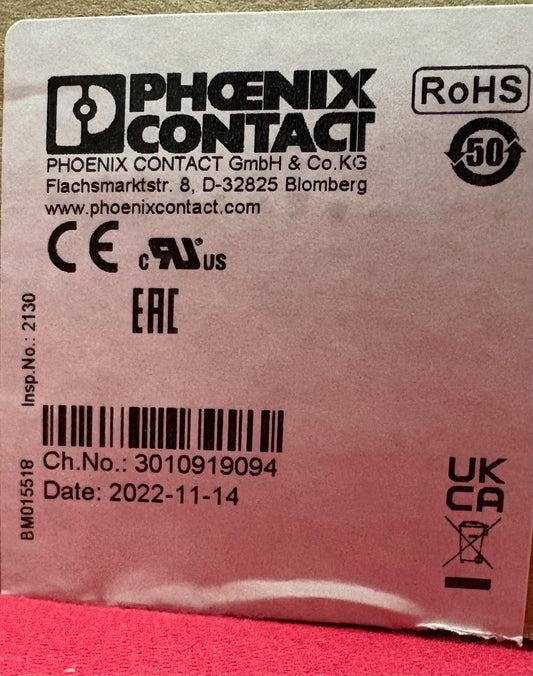 PHOENIX
CONTACT
RoHS
50
PHOENIX CONTACT GmbH & Co.KG
Flachsmarktstr. 8, D-32825 Blomberg
www.phoenixcontact.com
CE c RU US
EAC
Insp.No.: 2130
BM015518
Ch.No.: 3010919094
Date: 2022-11-14
UK
CA